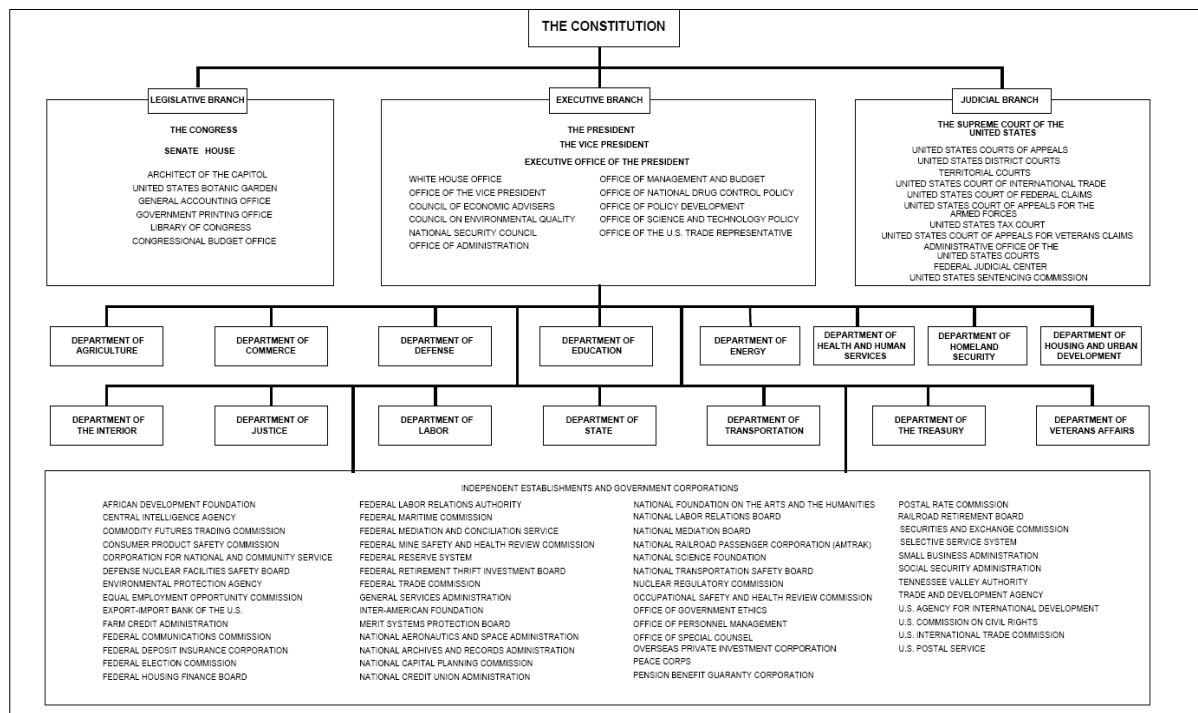 THE CONSTITUTION
LEGISLATIVE BRANCH
THE CONGRESS
SENATE HOUSE
ARCHITECT OF THE CAPITOL
UNITED STATES BOTANIC GARDEN
GENERAL ACCOUNTING OFFICE
GOVERNMENT PRINTING OFFICE
LIBRARY OF CONGRESS
CONGRESSIONAL BUDGET OFFICE
EXECUTIVE BRANCH
THE PRESIDENT
THE VICE PRESIDENT
EXECUTIVE OFFICE OF THE PRESIDENT
WHITE HOUSE OFFICE
OFFICE OF THE VICE PRESIDENT
COUNCIL OF ECONOMIC ADVISERS
COUNCIL ON ENVIRONMENTAL QUALITY
NATIONAL SECURITY COUNCIL
OFFICE OF ADMINISTRATION
OFFICE OF MANAGEMENT AND BUDGET
OFFICE OF NATIONAL DRUG CONTROL POLICY
OFFICE OF POLICY DEVELOPMENT
OFFICE OF SCIENCE AND TECHNOLOGY POLICY
OFFICE OF THE U.S. TRADE REPRESENTATIVE
JUDICIAL BRANCH
THE SUPREME COURT OF THE
UNITED STATES
UNITED STATES COURTS OF APPEALS
UNITED STATES DISTRICT COURTS
TERRITORIAL COURTS
UNITED STATES COURT OF INTERNATIONAL TRADE
UNITED STATES COURT OF FEDERAL CLAIMS
UNITED STATES COURT OF APPEALS FOR THE
ARMED FORCES
UNITED STATES TAX COURT
UNITED STATES COURT OF APPEALS FOR VETERANS CLAIMS
ADMINISTRATIVE OFFICE OF THE
UNITED STATES COURTS
FEDERAL JUDICIAL CENTER
UNITED STATES SENTENCING COMMISSION
DEPARTMENT OF
AGRICULTURE
DEPARTMENT OF
COMMERCE
DEPARTMENT OF
DEFENSE
DEPARTMENT OF
EDUCATION
DEPARTMENT OF
ENERGY
DEPARTMENT OF
HEALTH AND HUMAN
SERVICES
DEPARTMENT OF
HOMELAND
SECURITY
DEPARTMENT OF
HOUSING AND URBAN
DEVELOPMENT
DEPARTMENT OF
THE INTERIOR
DEPARTMENT OF
JUSTICE
DEPARTMENT OF
LABOR
DEPARTMENT OF
STATE
DEPARTMENT OF
TRANSPORTATION
DEPARTMENT OF
THE TREASURY
DEPARTMENT OF
VETERANS AFFAIRS
INDEPENDENT ESTABLISHMENTS AND GOVERNMENT CORPORATIONS
AFRICAN DEVELOPMENT FOUNDATION
CENTRAL INTELLIGENCE AGENCY
COMMODITY FUTURES TRADING COMMISSION
CONSUMER PRODUCT SAFETY COMMISSION
CORPORATION FOR NATIONAL AND COMMUNITY SERVICE
DEFENSE NUCLEAR FACILITIES SAFETY BOARD
ENVIRONMENTAL PROTECTION AGENCY
EQUAL EMPLOYMENT OPPORTUNITY COMMISSION
EXPORT-IMPORT BANK OF THE U.S.
FARM CREDIT ADMINISTRATION
FEDERAL COMMUNICATIONS COMMISSION
FEDERAL DEPOSIT INSURANCE CORPORATION
FEDERAL ELECTION COMMISSION
FEDERAL HOUSING FINANCE BOARD
FEDERAL LABOR RELATIONS AUTHORITY
FEDERAL MARITIME COMMISSION
FEDERAL MEDIATION AND CONCILIATION SERVICE
FEDERAL MINE SAFETY AND HEALTH REVIEW COMMISSION
FEDERAL RESERVE SYSTEM
FEDERAL RETIREMENT THRIFT INVESTMENT BOARD
FEDERAL TRADE COMMISSION
GENERAL SERVICES ADMINISTRATION
INTER-AMERICAN FOUNDATION
MERIT SYSTEMS PROTECTION BOARD
NATIONAL AERONAUTICS AND SPACE ADMINISTRATION
NATIONAL ARCHIVES AND RECORDS ADMINISTRATION
NATIONAL CAPITAL PLANNING COMMISSION
NATIONAL CREDIT UNION ADMINISTRATION
NATIONAL FOUNDATION ON THE ARTS AND THE HUMANITIES
NATIONAL LABOR RELATIONS BOARD
NATIONAL MEDIATION BOARD
NATIONAL RAILROAD PASSENGER CORPORATION (AMTRAK)
NATIONAL SCIENCE FOUNDATION
NATIONAL TRANSPORTATION SAFETY BOARD
NUCLEAR REGULATORY COMMISSION
OCCUPATIONAL SAFETY AND HEALTH REVIEW COMMISSION
OFFICE OF GOVERNMENT ETHICS
OFFICE OF PERSONNEL MANAGEMENT
OFFICE OF SPECIAL COUNSEL
OVERSEAS PRIVATE INVESTMENT CORPORATION
PEACE CORPS
PENSION BENEFIT GUARANTY CORPORATION
POSTAL RATE COMMISSION
RAILROAD RETIREMENT BOARD
SECURITIES AND EXCHANGE COMMISSION
SELECTIVE SERVICE SYSTEM
SMALL BUSINESS ADMINISTRATION
SOCIAL SECURITY ADMINISTRATION
TENNESSEE VALLEY AUTHORITY
TRADE AND DEVELOPMENT AGENCY
U.S. AGENCY FOR INTERNATIONAL DEVELOPMENT
U.S. COMMISSION ON CIVIL RIGHTS
U.S. INTERNATIONAL TRADE COMMISSION
U.S. POSTAL SERVICE